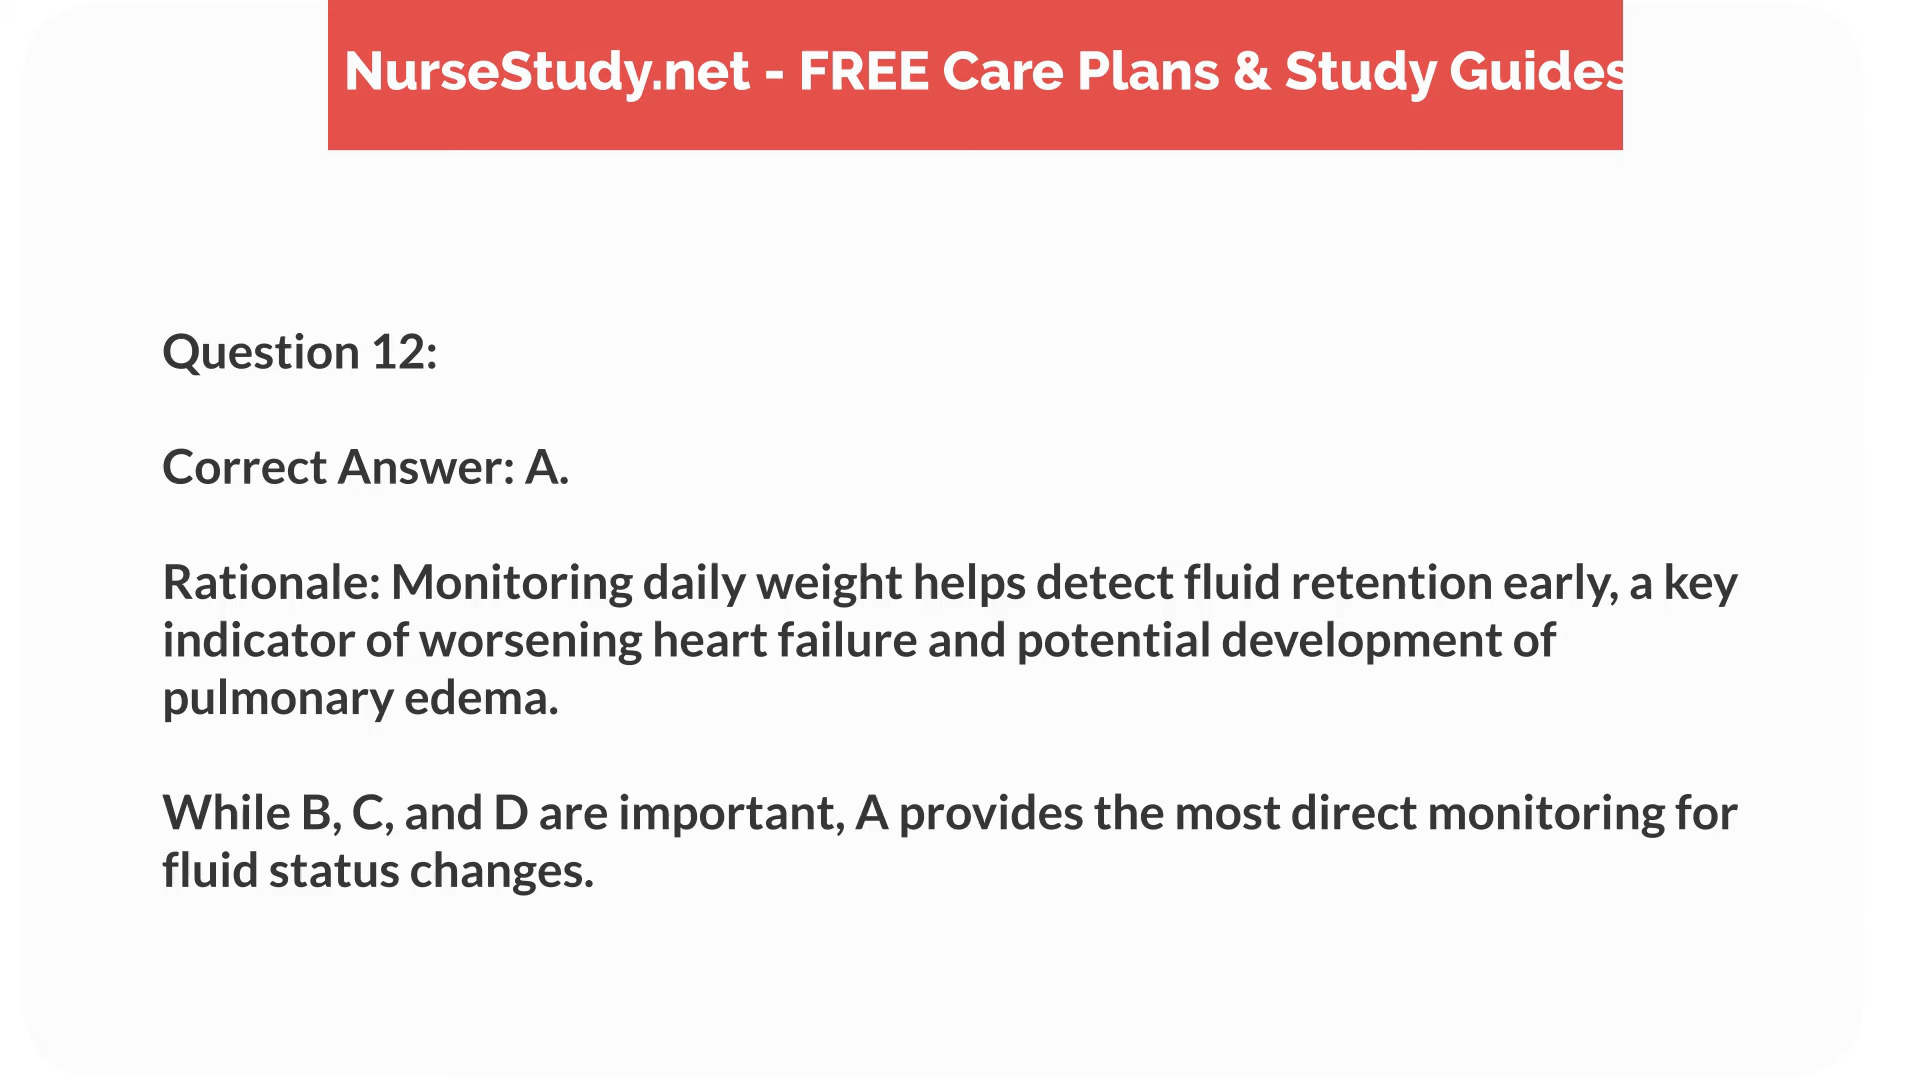 NurseStudy.net - FREE Care Plans & Study Guides
Question 12:
Correct Answer: A.
Rationale: Monitoring daily weight helps detect fluid retention early, a key
indicator of worsening heart failure and potential development of
pulmonary edema.
While B, C, and D are important, A provides the most direct monitoring for
fluid status changes.